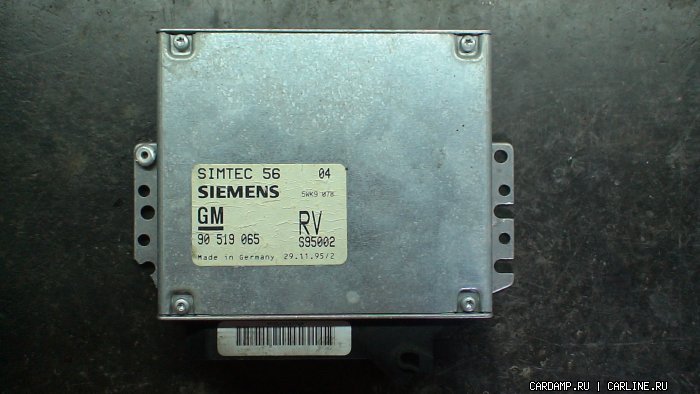 SIMTEC 56 04
SIEMENS 5WK9 070
GM RV
90 519 065 S95002
Made in Germany 29.11.95/2
CARDAMP.RU | CARLINE.RU